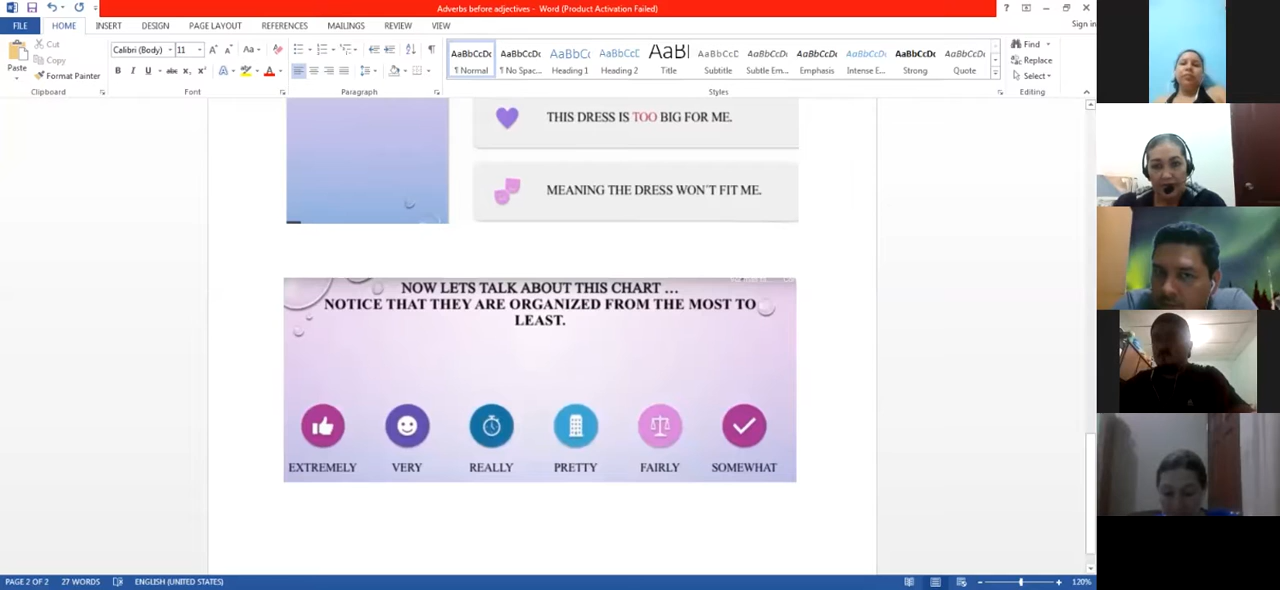 Adverbs before adjectives - Word (Product Activation Failed)
FILE HOME INSERT DESIGN PAGE LAYOUT REFERENCES MAILINGS REVIEW VIEW Sign in
Paste Cut
Copy
Format Painter
Calibri (Body) 11
AaBbCcDc AaBbCcDc AaBbC( AaBbCcC AaBl AaBbCcC AaBbCcDc AaBbCcDc AaBbCcDc AaBbCcDc AaBbCcDc
¶ Normal ¶ No Spac... Heading 1 Heading 2 Title Subtitle Subtle Em... Emphasis Intense E... Strong Quote
Find
Replace
Select
Clipboard Font Paragraph Styles Editing
THIS DRESS IS TOO BIG FOR ME.
MEANING THE DRESS WON´T FIT ME.
NOW LETS TALK ABOUT THIS CHART ...
NOTICE THAT THEY ARE ORGANIZED FROM THE MOST TO
LEAST.
EXTREMELY VERY REALLY PRETTY FAIRLY SOMEWHAT
PAGE 2 OF 2 27 WORDS ENGLISH (UNITED STATES) 120%